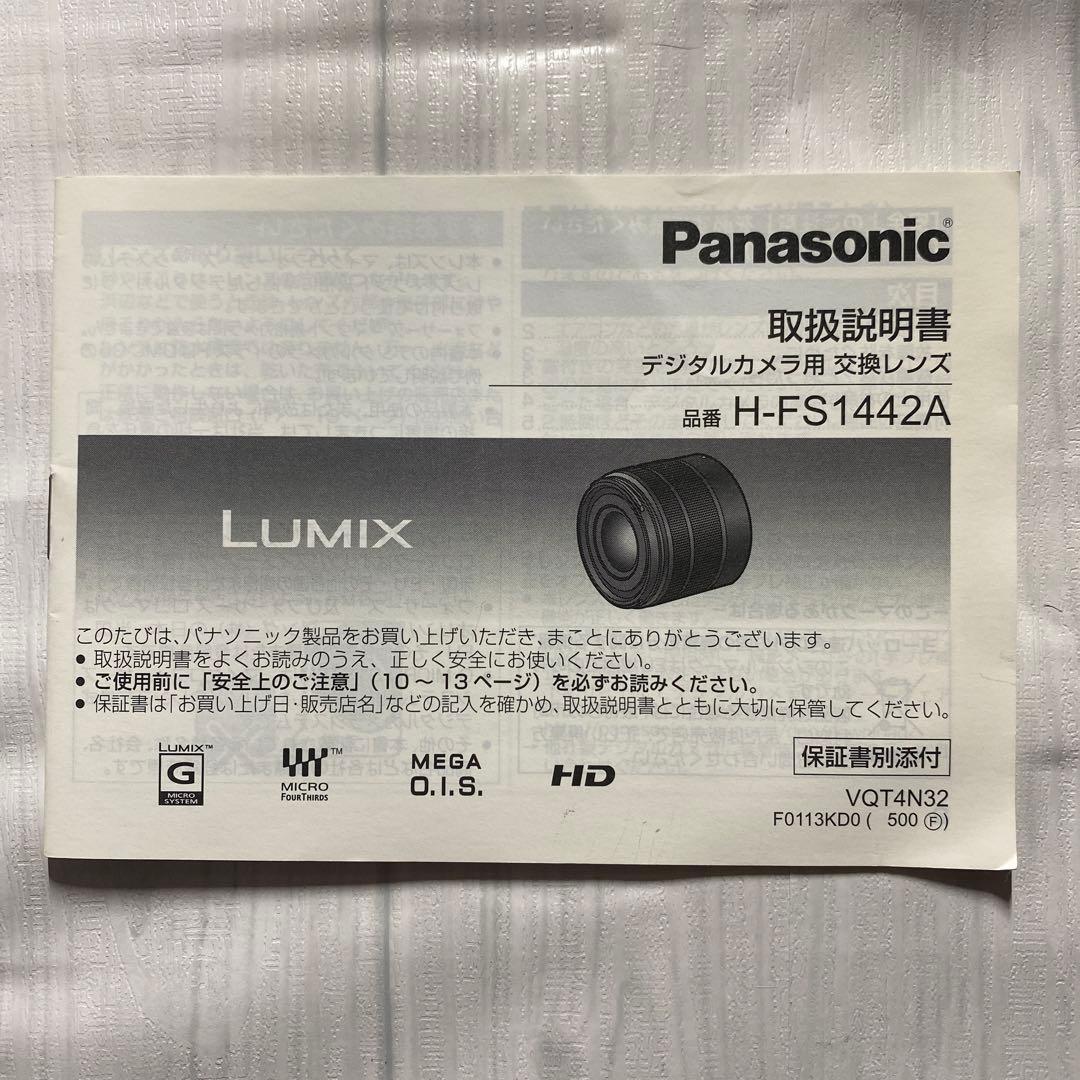 Panasonic®
取扱説明書
デジタルカメラ用 交換レンズ
品番 H-FS1442A
LUMIX
このたびは、パナソニック製品をお買い上げいただき、まことにありがとうございます。
● 取扱説明書をよくお読みのうえ、正しく安全にお使いください。
● ご使用前に「安全上のご注意」(10 〜 13 ページ) を必ずお読みください。
● 保証書は「お買い上げ日・販売店名」などの記入を確かめ、取扱説明書とともに大切に保管してください。
保証書別添付
LUMIX™
G
MICRO
SYSTEM
™
MICRO
FOURTHIRDS
MEGA
O.I.S.
HD
VQT4N32
F0113KD0 ( 500 Ⓕ)